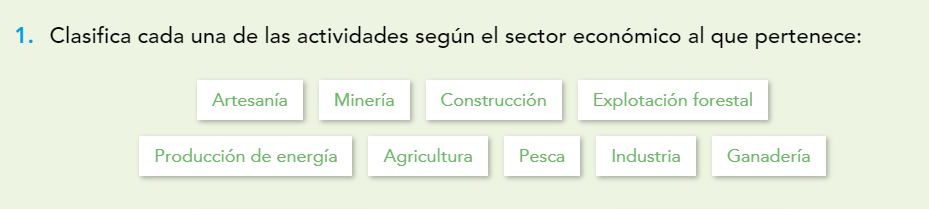 1. Clasifica cada una de las actividades según el sector económico al que pertenece:
Artesanía Minería Construcción Explotación forestal
Producción de energía Agricultura Pesca Industria Ganadería